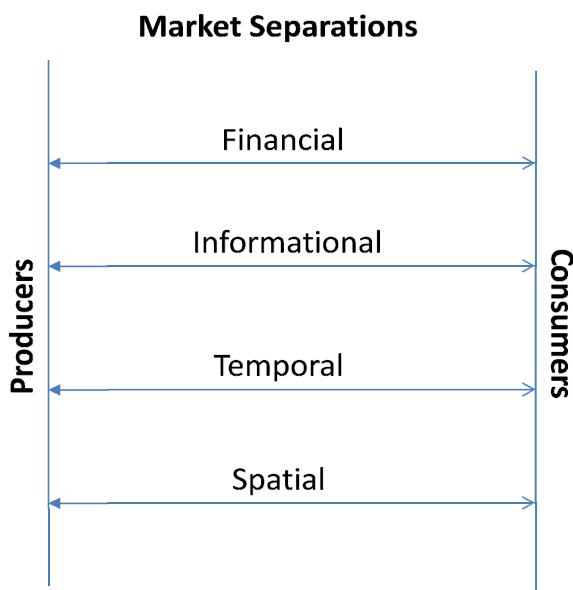 Market Separations
Financial
Informational
Temporal
Spatial
Producers
Consumers